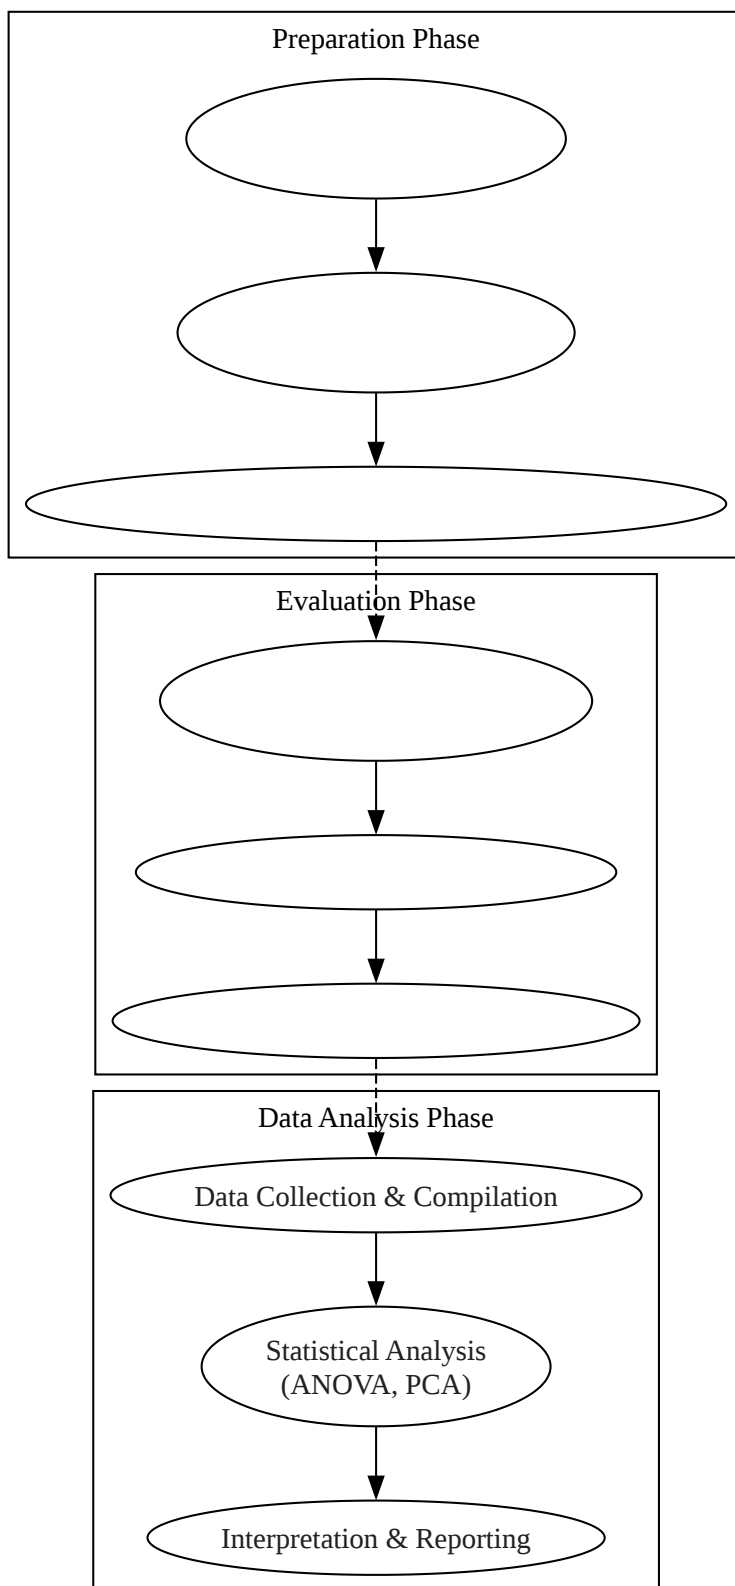 Preparation Phase
Evaluation Phase
Data Analysis Phase
Data Collection & Compilation
Statistical Analysis
(ANOVA, PCA)
Interpretation & Reporting